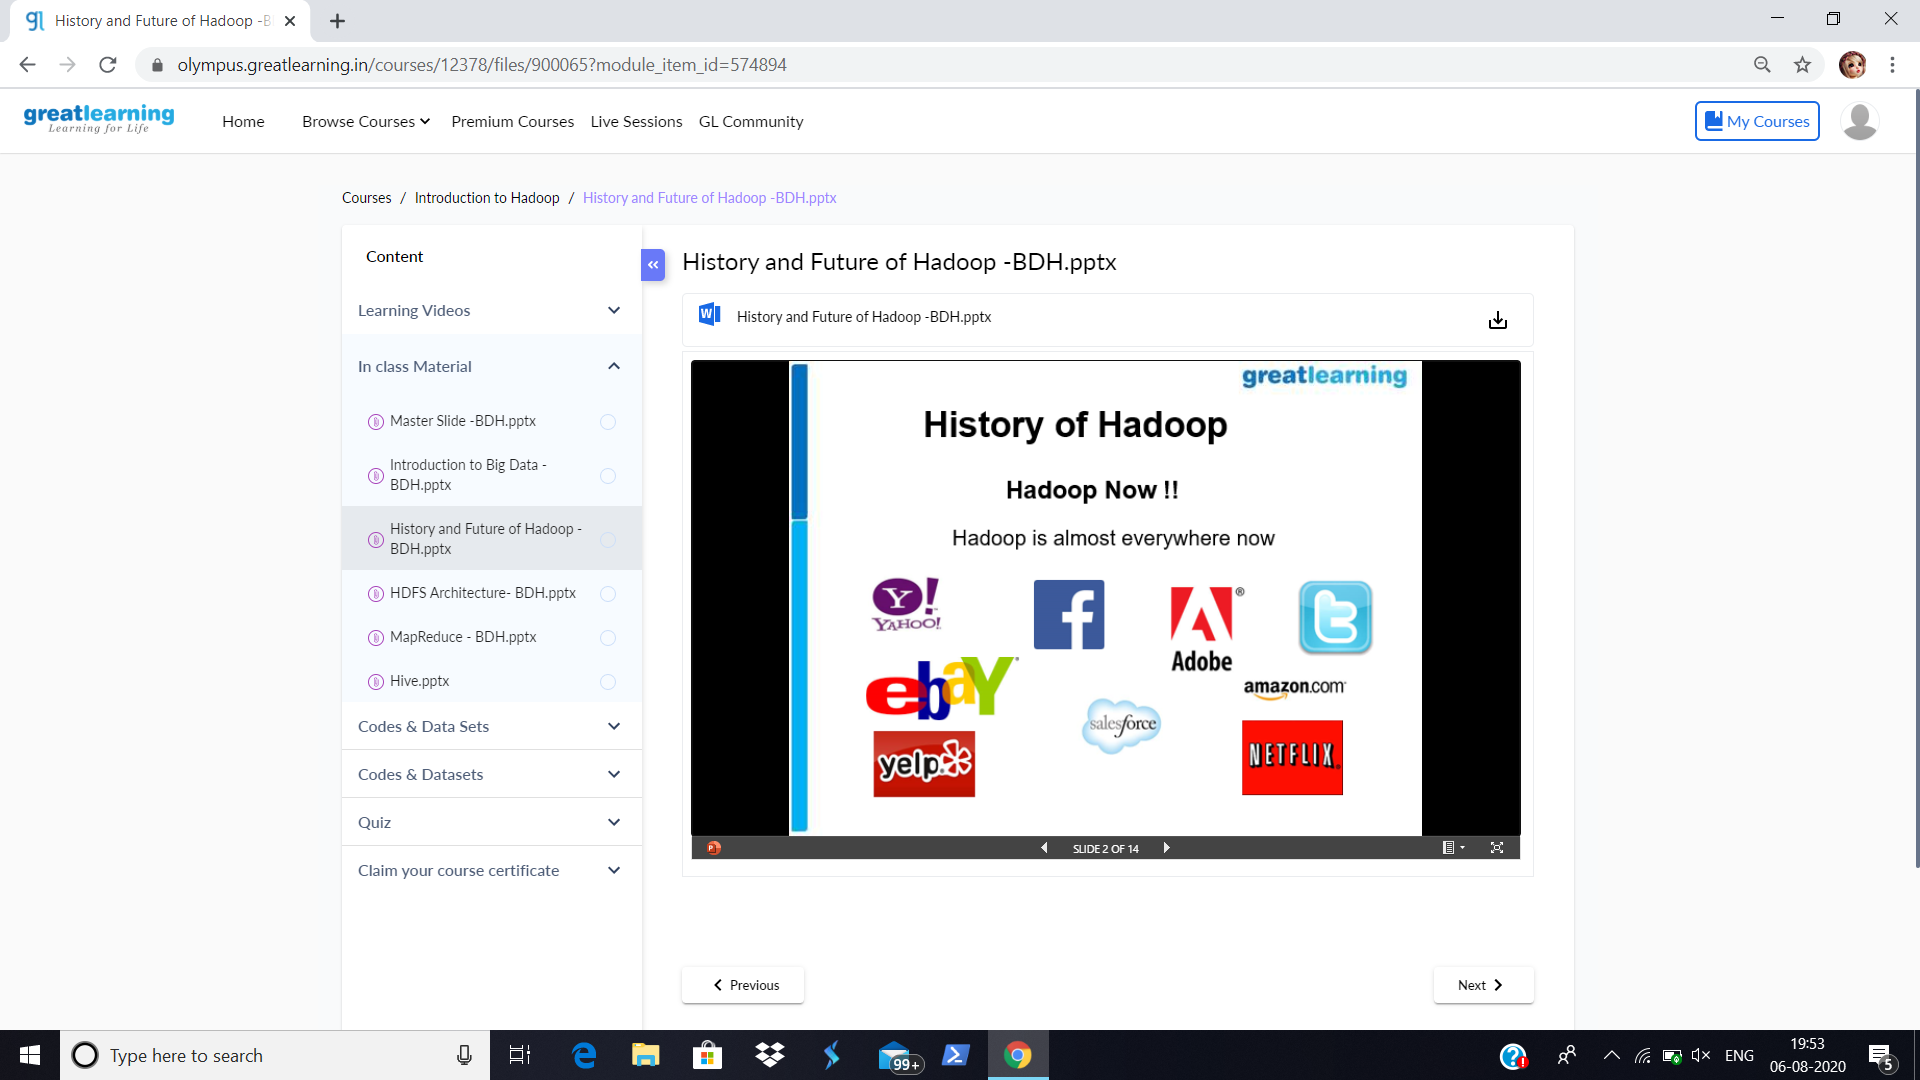 History and Future of Hadoop -B
olympus.greatlearning.in/courses/12378/files/900065?module_item_id=574894
greatlearning
Learning for Life
Home
Browse Courses
Premium Courses
Live Sessions
GL Community
My Courses
Courses / Introduction to Hadoop / History and Future of Hadoop -BDH.pptx
Content
Learning Videos
In class Material
Master Slide -BDH.pptx
Introduction to Big Data -
BDH.pptx
History and Future of Hadoop -
BDH.pptx
HDFS Architecture- BDH.pptx
MapReduce - BDH.pptx
Hive.pptx
Codes & Data Sets
Codes & Datasets
Quiz
Claim your course certificate
History and Future of Hadoop -BDH.pptx
History and Future of Hadoop -BDH.pptx
greatlearning
History of Hadoop
Hadoop Now !!
Hadoop is almost everywhere now
Y!
YAHOO!
f
Adobe
t
ebay
amazon.com
salesforce
yelp
NETFLIX
SLIDE 2 OF 14
Previous
Next
Type here to search
99+
ENG
19:53
06-08-2020
5